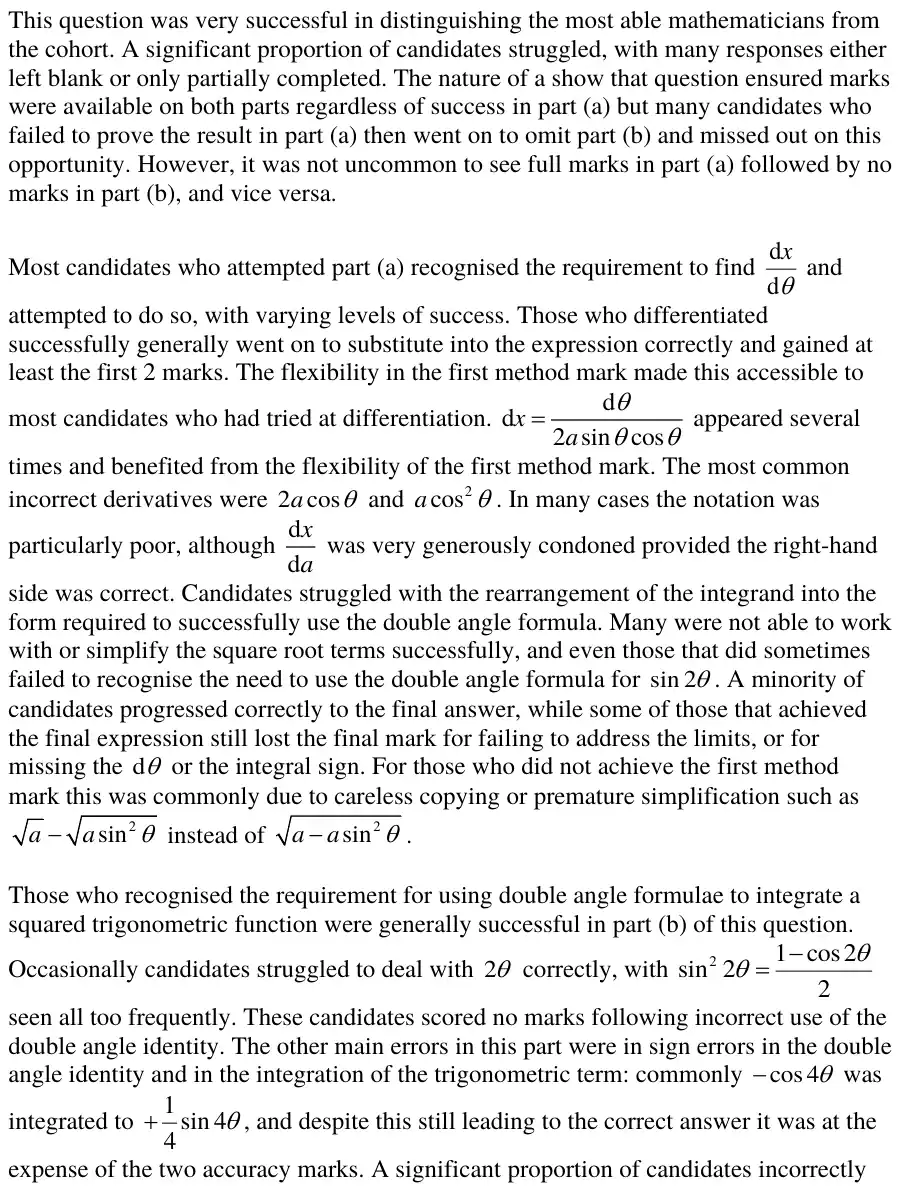 This question was very successful in distinguishing the most able mathematicians from
the cohort. A significant proportion of candidates struggled, with many responses either
left blank or only partially completed. The nature of a show that question ensured marks
were available on both parts regardless of success in part (a) but many candidates who
failed to prove the result in part (a) then went on to omit part (b) and missed out on this
opportunity. However, it was not uncommon to see full marks in part (a) followed by no
marks in part (b), and vice versa.
Most candidates who attempted part (a) recognised the requirement to find dx/dθ and
attempted to do so, with varying levels of success. Those who differentiated
successfully generally went on to substitute into the expression correctly and gained at
least the first 2 marks. The flexibility in the first method mark made this accessible to
most candidates who had tried at differentiation. dx = dθ/(2a sin θ cos θ) appeared several
times and benefited from the flexibility of the first method mark. The most common
incorrect derivatives were 2a cos θ and a cos² θ. In many cases the notation was
particularly poor, although dx/da was very generously condoned provided the right-hand
side was correct. Candidates struggled with the rearrangement of the integrand into the
form required to successfully use the double angle formula. Many were not able to work
with or simplify the square root terms successfully, and even those that did sometimes
failed to recognise the need to use the double angle formula for sin 2θ. A minority of
candidates progressed correctly to the final answer, while some of those that achieved
the final expression still lost the final mark for failing to address the limits, or for
missing the dθ or the integral sign. For those who did not achieve the first method
mark this was commonly due to careless copying or premature simplification such as
√a − √(a sin² θ) instead of √(a − a sin² θ).
Those who recognised the requirement for using double angle formulae to integrate a
squared trigonometric function were generally successful in part (b) of this question.
Occasionally candidates struggled to deal with 2θ correctly, with sin² 2θ = (1 − cos 2θ)/2
seen all too frequently. These candidates scored no marks following incorrect use of the
double angle identity. The other main errors in this part were in sign errors in the double
angle identity and in the integration of the trigonometric term: commonly − cos 4θ was
integrated to + 1/4 sin 4θ, and despite this still leading to the correct answer it was at the
expense of the two accuracy marks. A significant proportion of candidates incorrectly